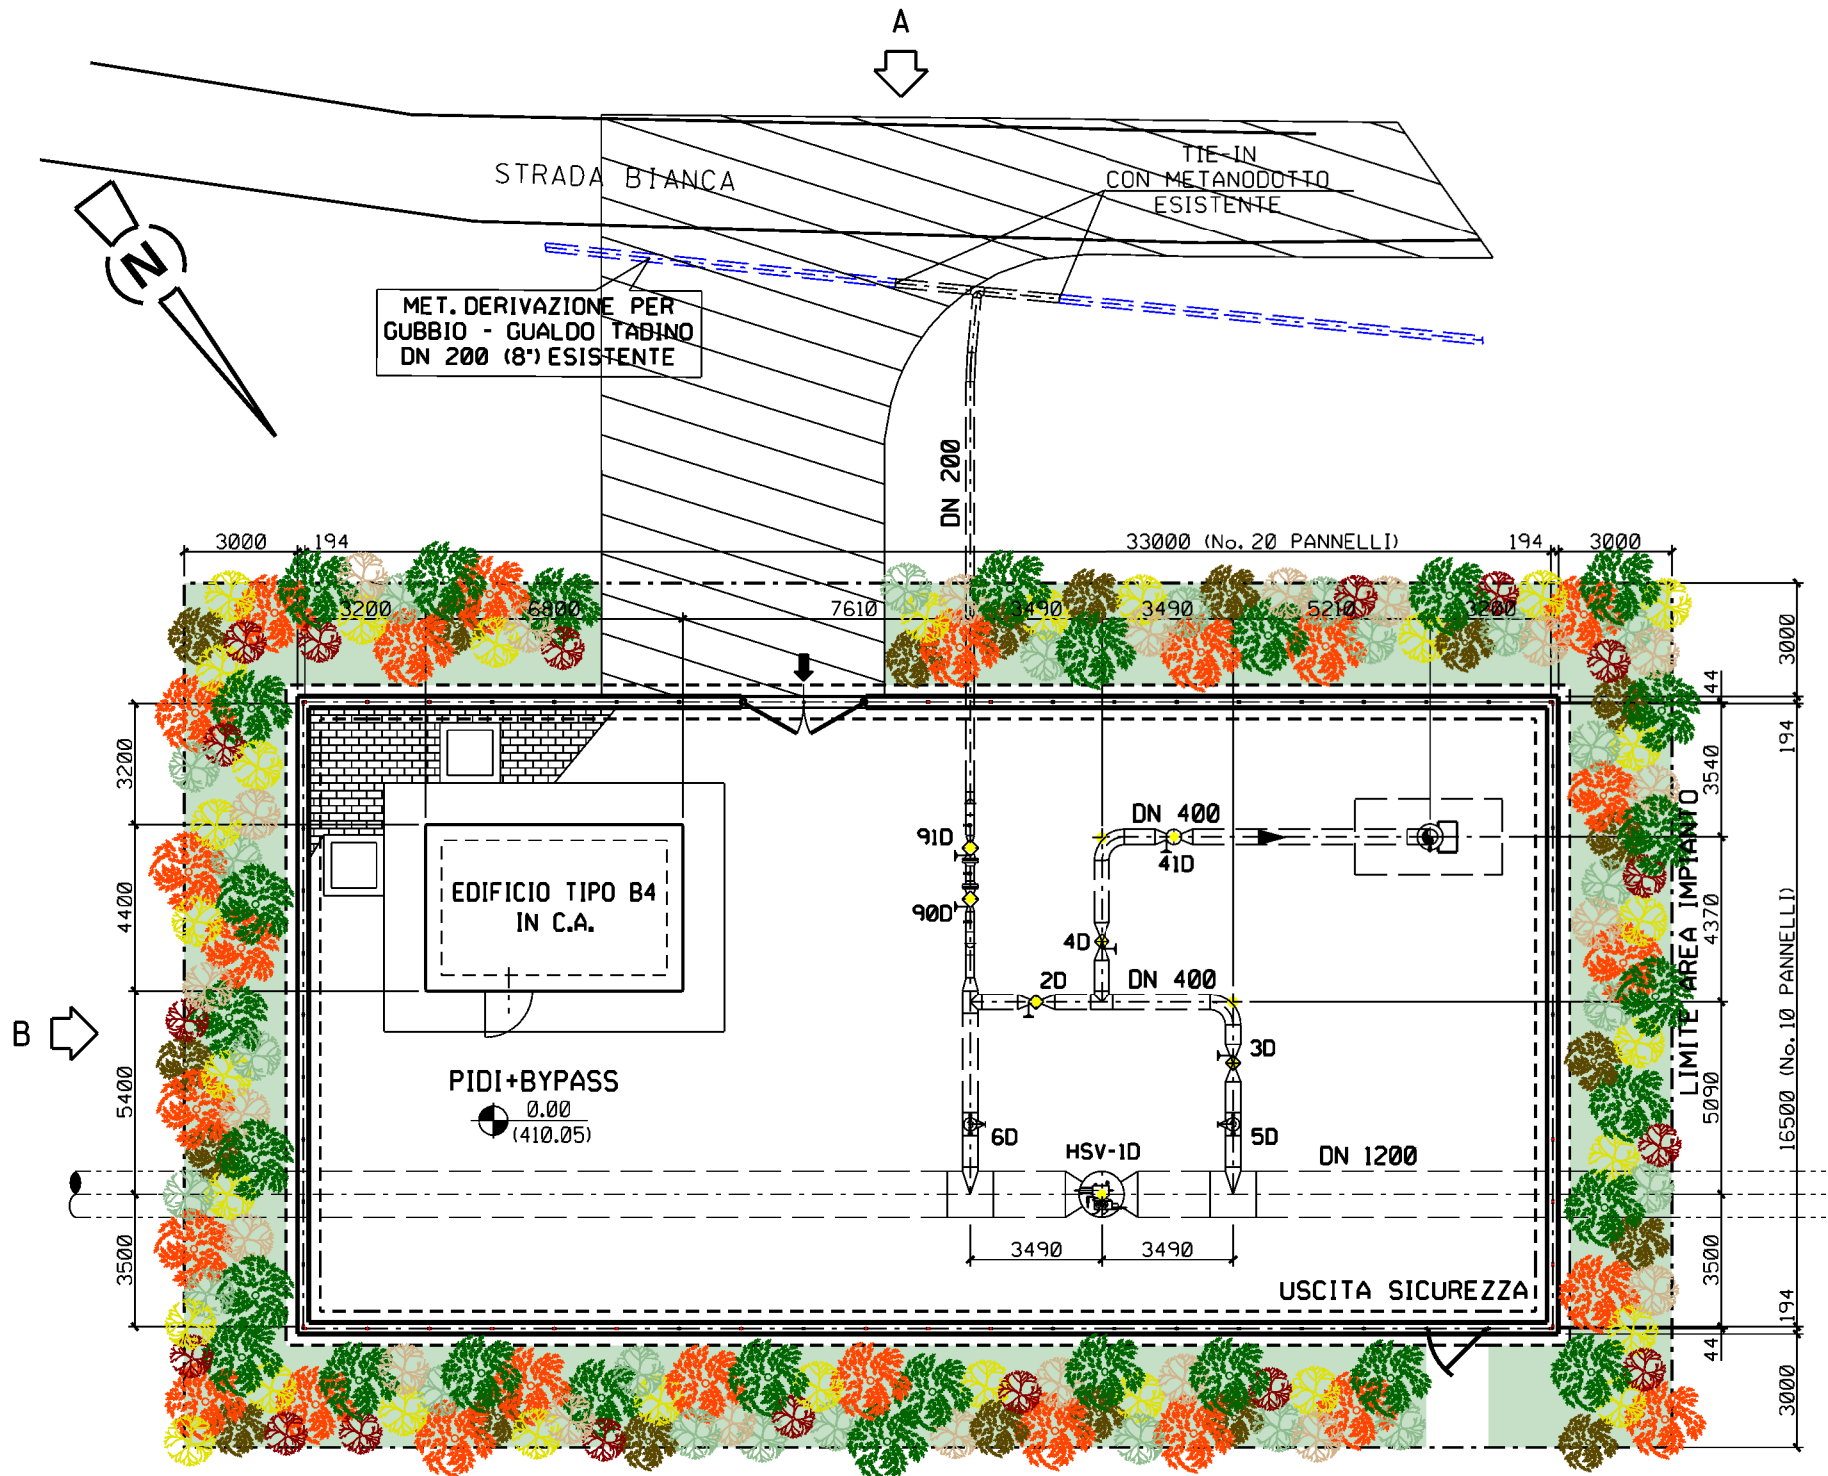 A
STRADA BIANCA
TIE-IN
CON METANODOTTO
ESISTENTE
N
MET. DERIVAZIONE PER
GUBBIO - GUALDO TADINO
DN 200 (8") ESISTENTE
DN 200
3000
194
33000 (No. 20 PANNELLI)
194
3000
3200
6800
7610
3490
3490
5210
3200
3000
44
194
3540
4370
5090
3500
194
44
3000
16500 (No. 10 PANNELLI)
LIMITE AREA IMPIANTO
3200
4400
5400
3500
B
EDIFICIO TIPO B4
IN C.A.
PIDI+BYPASS
0.00
(410.05)
91D
90D
DN 400
41D
4D
2D
DN 400
3D
6D
5D
HSV-1D
DN 1200
3490
3490
USCITA SICUREZZA